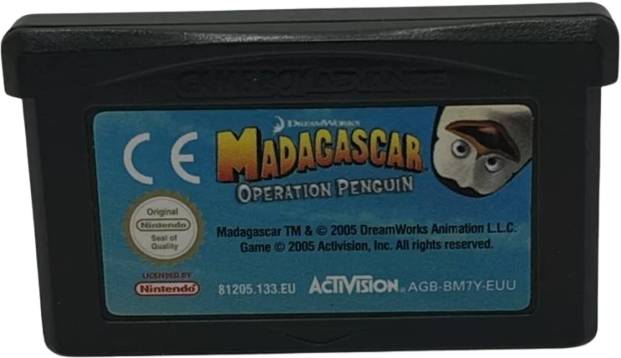 GAME BOY ADVANCE
DREAMWORKS
CE
MADAGASCAR
OPERATION PENGUIN
Original
Nintendo
Seal of
Quality
Madagascar TM & © 2005 DreamWorks Animation L.L.C.
Game © 2005 Activision, Inc. All rights reserved.
LICENSED BY
Nintendo
81205.133.EU ACTIVISION. AGB-BM7Y-EUU